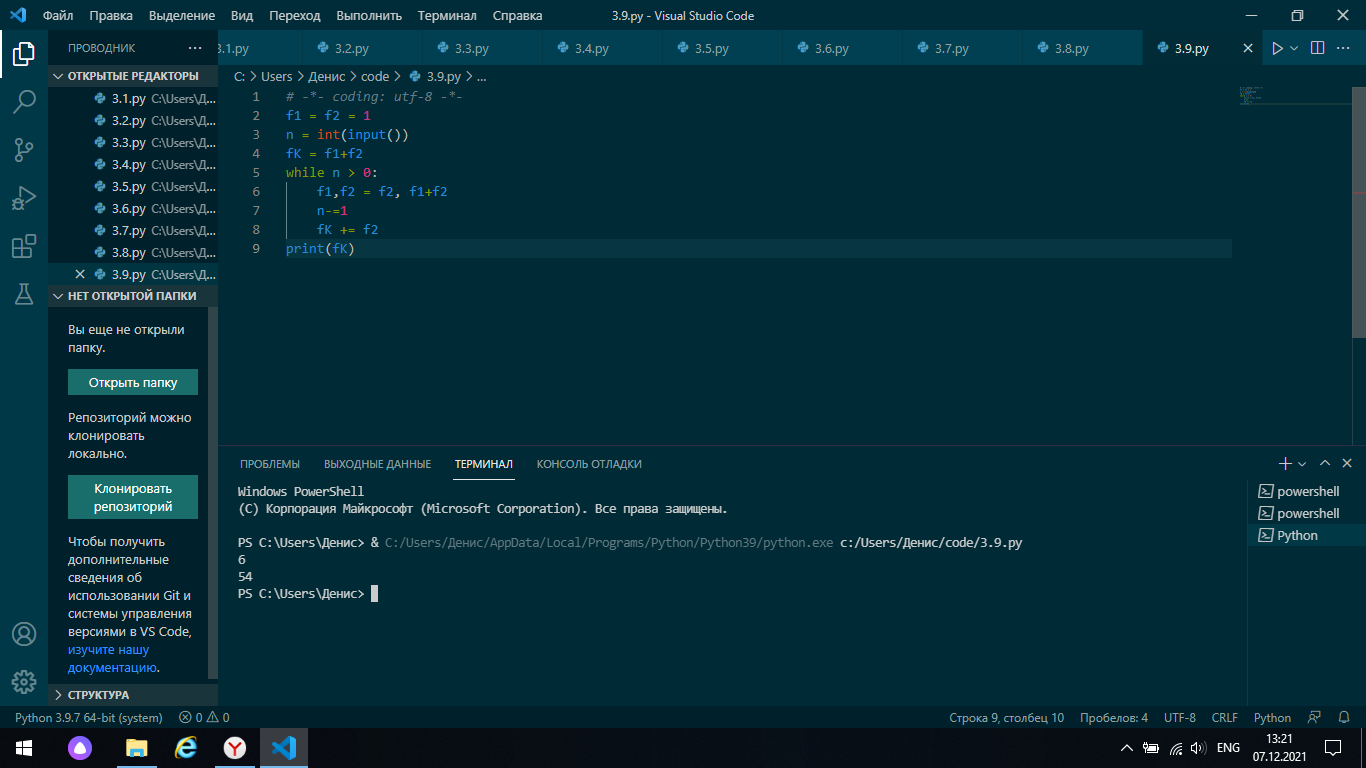 Файл Правка Выделение Вид Переход Выполнить Терминал Справка 3.9.py - Visual Studio Code
ПРОВОДНИК ··· 3.1.py 3.2.py 3.3.py 3.4.py 3.5.py 3.6.py 3.7.py 3.8.py 3.9.py ···
ОТКРЫТЫЕ РЕДАКТОРЫ
3.1.py C:\Users\Д...
3.2.py C:\Users\Д...
3.3.py C:\Users\Д...
3.4.py C:\Users\Д...
3.5.py C:\Users\Д...
3.6.py C:\Users\Д...
3.7.py C:\Users\Д...
3.8.py C:\Users\Д...
3.9.py C:\Users\Д...
НЕТ ОТКРЫТОЙ ПАПКИ
Вы еще не открыли
папку.
Открыть папку
Репозиторий можно
клонировать
локально.
Клонировать
репозиторий
Чтобы получить
дополнительные
сведения об
использовании Git и
системы управления
версиями в VS Code,
изучите нашу
документацию.
СТРУКТУРА
C: > Users > Денис > code > 3.9.py > ...
1 # -*- coding: utf-8 -*-
2 f1 = f2 = 1
3 n = int(input())
4 fK = f1+f2
5 while n > 0:
6 f1,f2 = f2, f1+f2
7 n-=1
8 fK += f2
9 print(fK)
ПРОБЛЕМЫ ВЫХОДНЫЕ ДАННЫЕ ТЕРМИНАЛ КОНСОЛЬ ОТЛАДКИ
Windows PowerShell
(C) Корпорация Майкрософт (Microsoft Corporation). Все права защищены.
PS C:\Users\Денис> & C:/Users/Денис/AppData/Local/Programs/Python/Python39/python.exe c:/Users/Денис/code/3.9.py
6
54
PS C:\Users\Денис>
powershell
powershell
Python
Python 3.9.7 64-bit (system) 0 0 Строка 9, столбец 10 Пробелов: 4 UTF-8 CRLF Python
ENG 13:21
07.12.2021